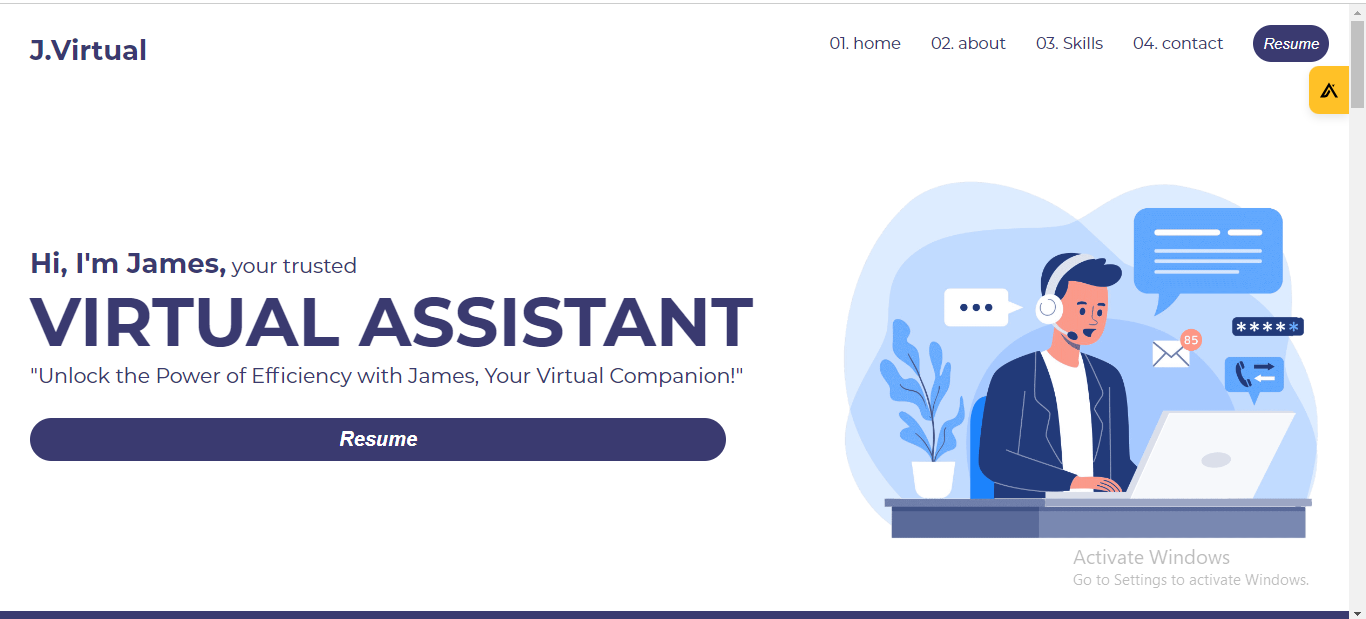 J.Virtual
01. home 02. about 03. Skills 04. contact Resume
Hi, I'm James, your trusted
VIRTUAL ASSISTANT
"Unlock the Power of Efficiency with James, Your Virtual Companion!"
Resume
*****
85
Activate Windows
Go to Settings to activate Windows.